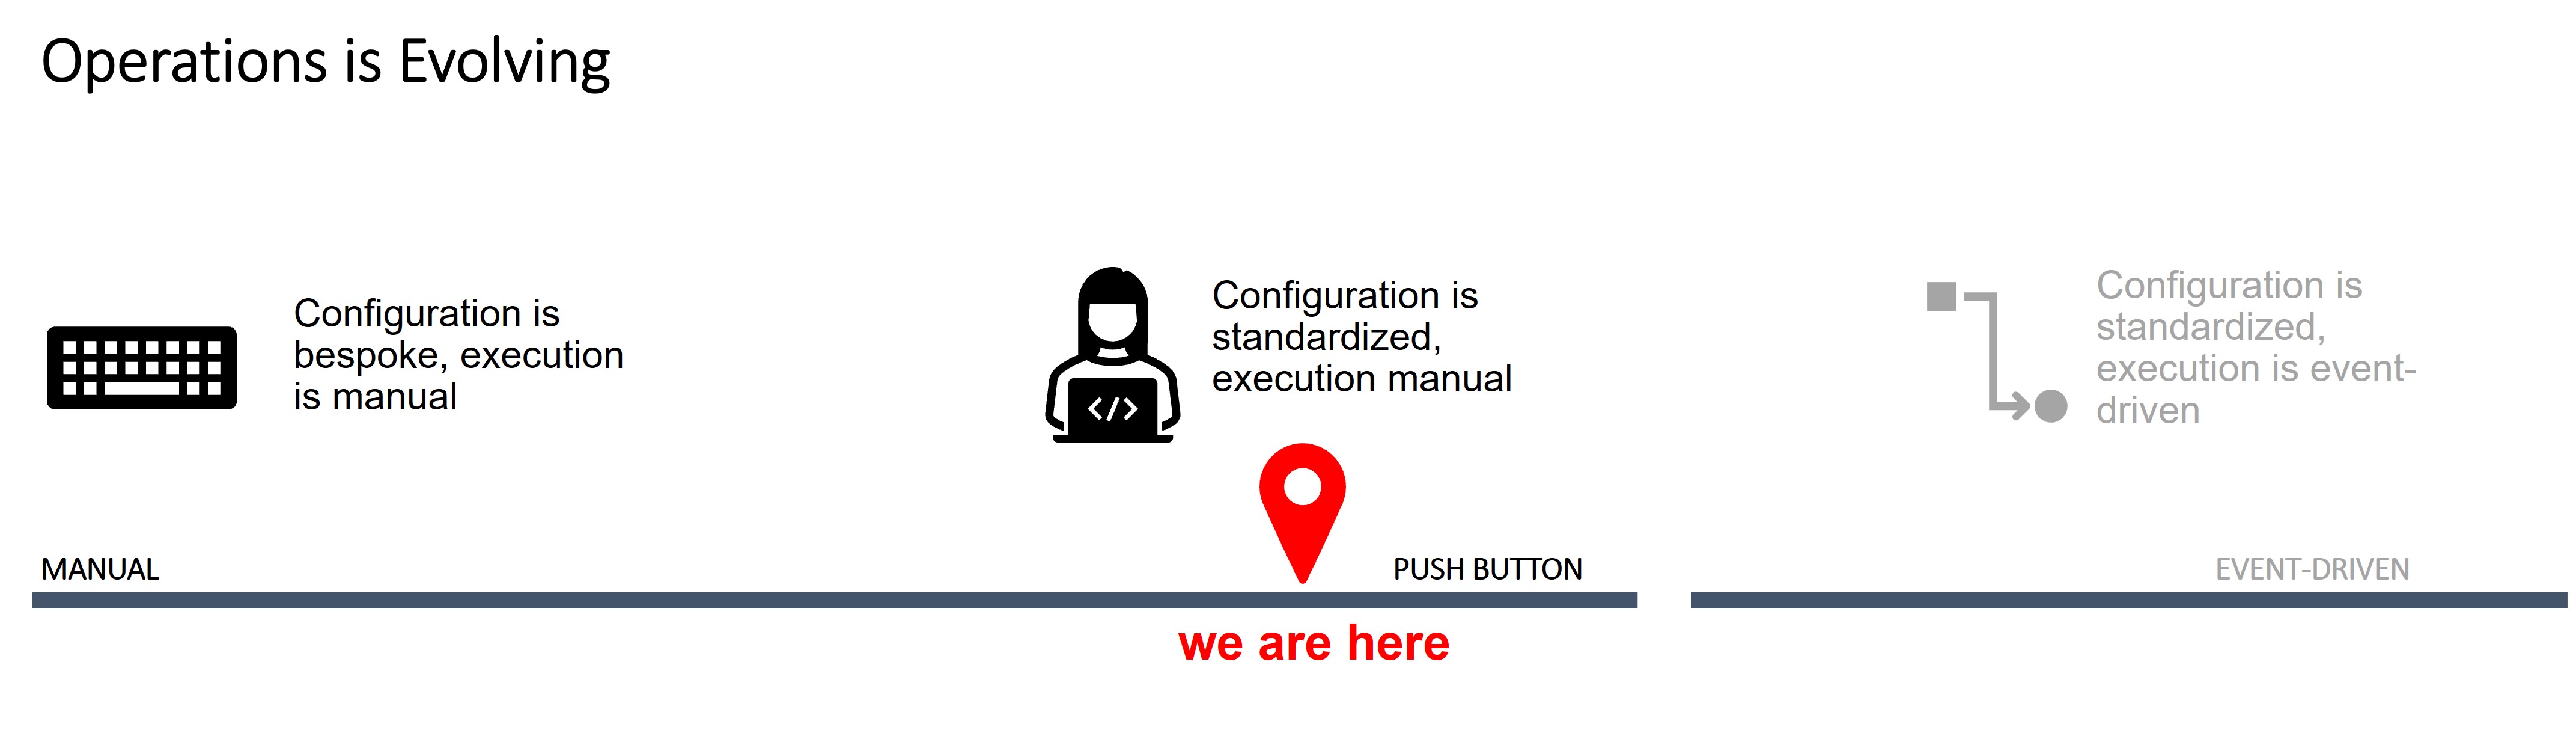 Operations is Evolving
Configuration is
bespoke, execution
is manual
Configuration is
standardized,
execution manual
Configuration is
standardized,
execution is event-
driven
</>
MANUAL
PUSH BUTTON
EVENT-DRIVEN
we are here